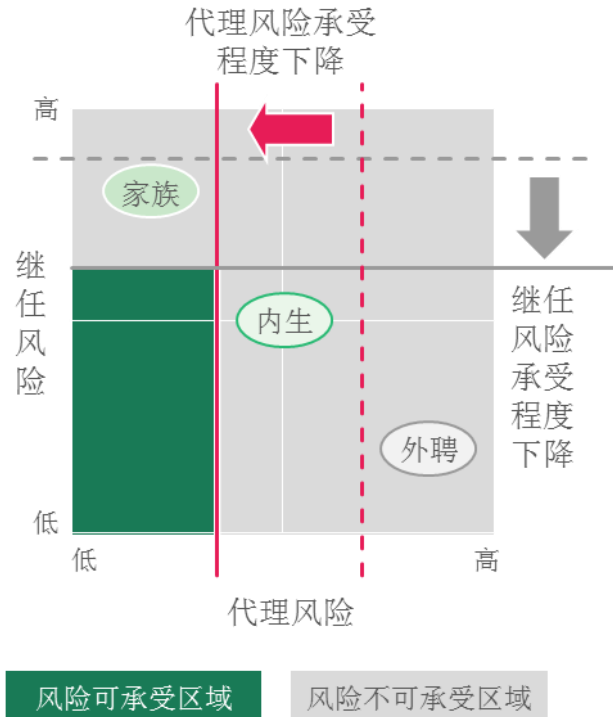 代理风险承受
程度下降
高
家族
继
任
风
险
内生
继任
风险
承受
程度
下降
外聘
低
低
高
代理风险
风险可承受区域
风险不可承受区域